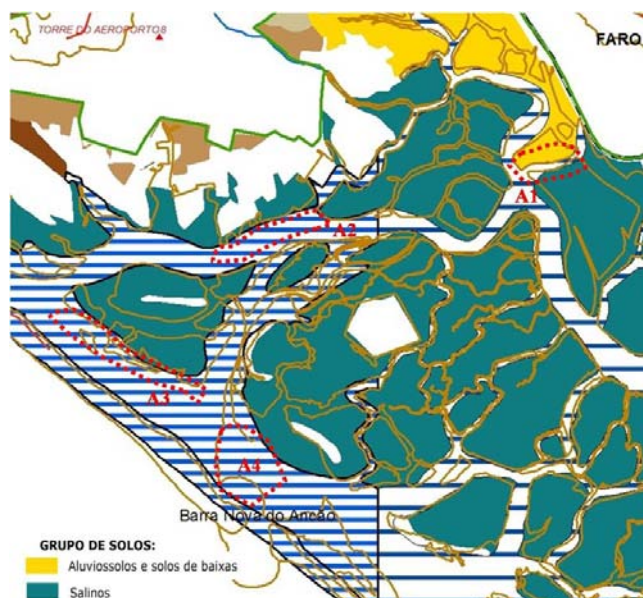 TORRE DO AEROPORTO8
FARO
A1
A2
A3
A4
Barra Nova do Ancão
GRUPO DE SOLOS:
Aluviossolos e solos de baixas
Salinos